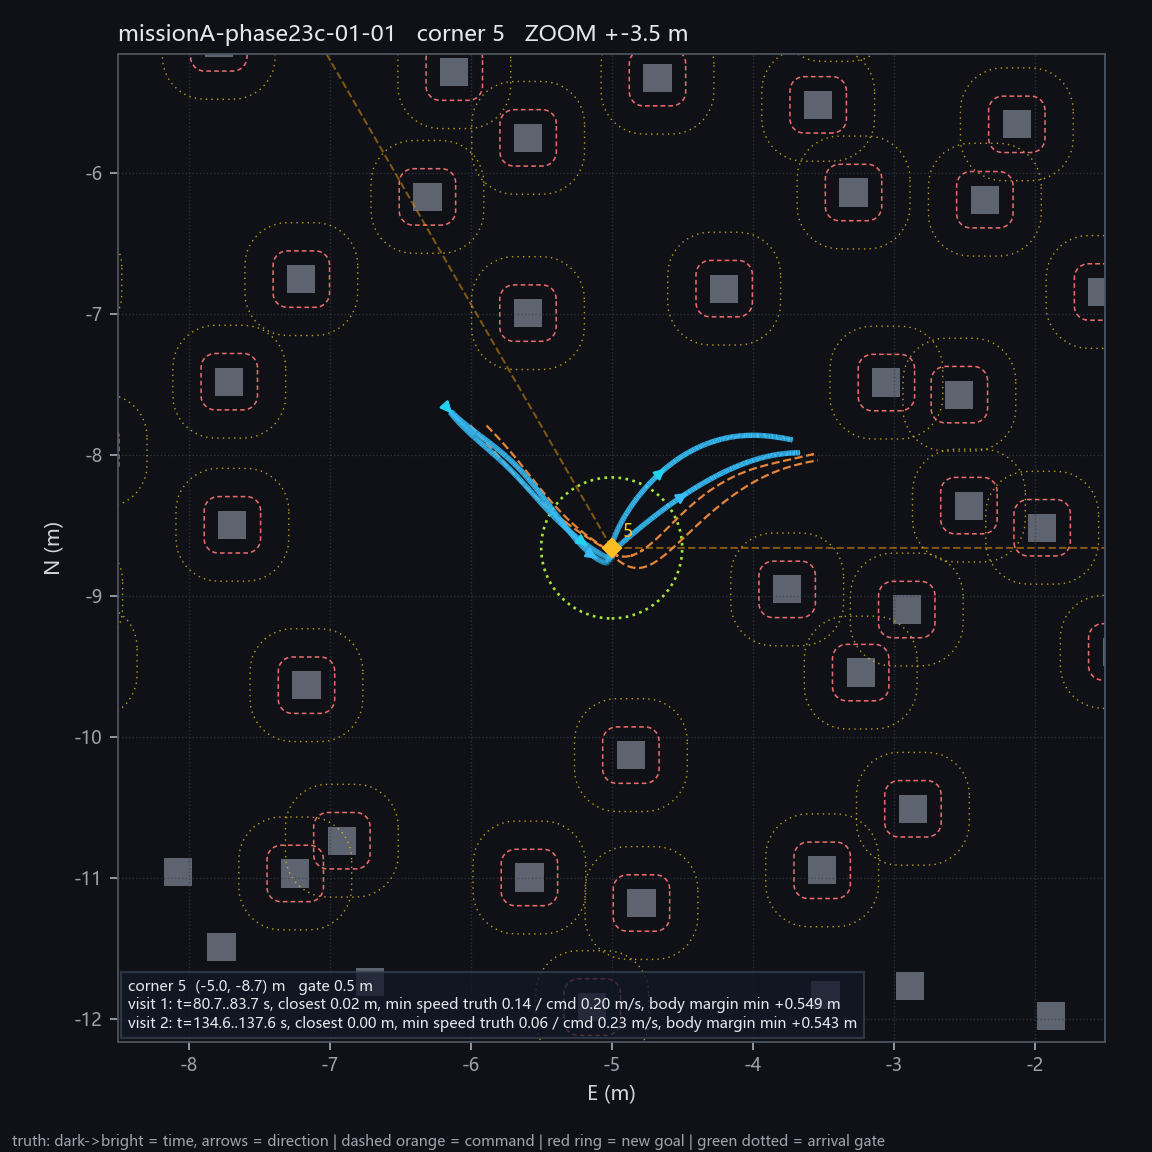 missionA-phase23c-01-01   corner 5   ZOOM +-3.5 m
-6
-7
-8
-9
-10
-11
-12
N (m)
5
corner 5  (-5.0, -8.7) m   gate 0.5 m
visit 1: t=80.7..83.7 s, closest 0.02 m, min speed truth 0.14 / cmd 0.20 m/s, body margin min +0.549 m
visit 2: t=134.6..137.6 s, closest 0.00 m, min speed truth 0.06 / cmd 0.23 m/s, body margin min +0.543 m
-8 -7 -6 -5 -4 -3 -2
E (m)
truth: dark->bright = time, arrows = direction | dashed orange = command | red ring = new goal | green dotted = arrival gate